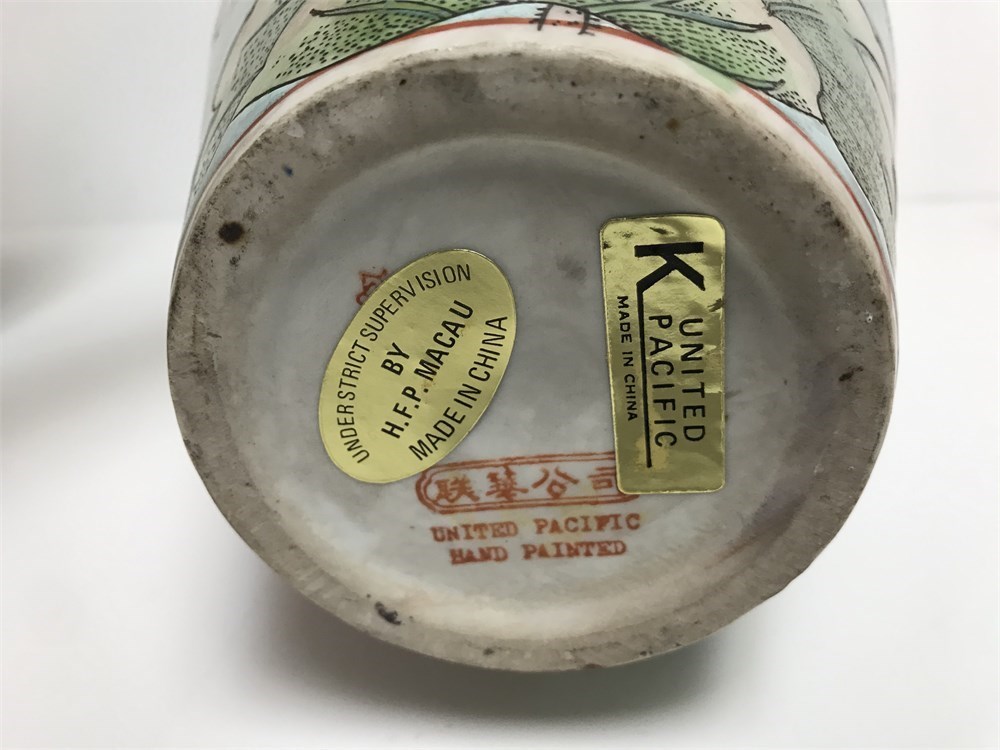 UNDER STRICT SUPERVISION
BY
H.F.P. MACAU
MADE IN CHINA
K UNITED
PACIFIC
MADE IN CHINA
聯華公司
UNITED PACIFIC
HAND PAINTED